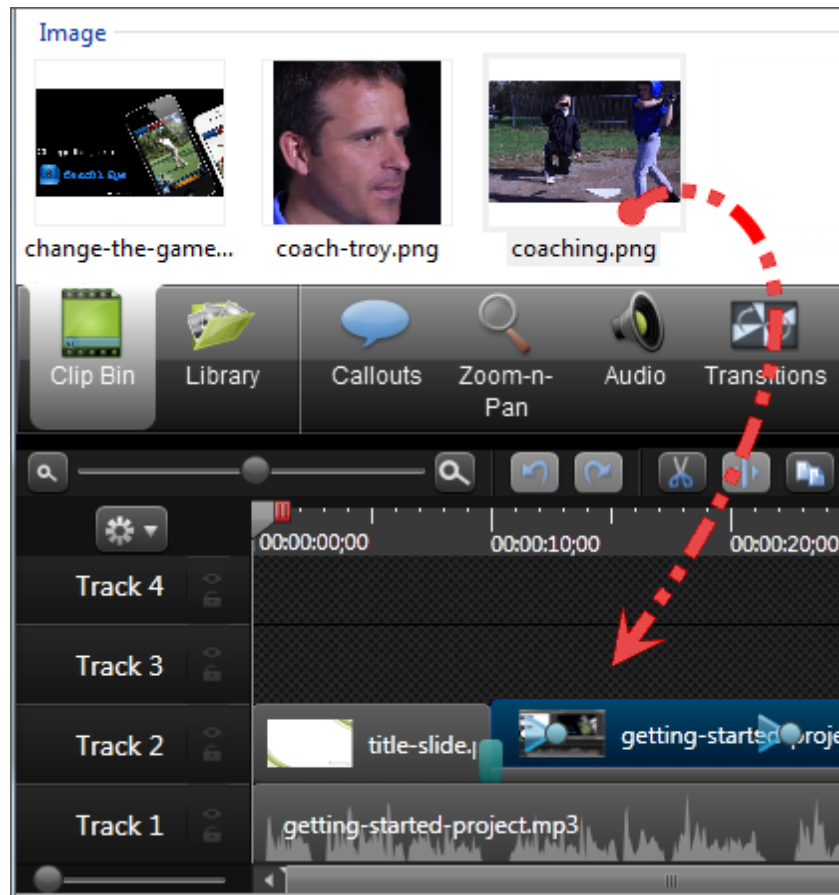 Image
Coach's Eye
change-the-game...
coach-troy.png
coaching.png
Clip Bin
Library
Callouts
Zoom-n-
Pan
Audio
Transitions
00:00:00;00
00:00:10;00
00:00:20;00
Track 4
Track 3
Track 2
title-slide.p
getting-started-proje
Track 1
getting-started-project.mp3